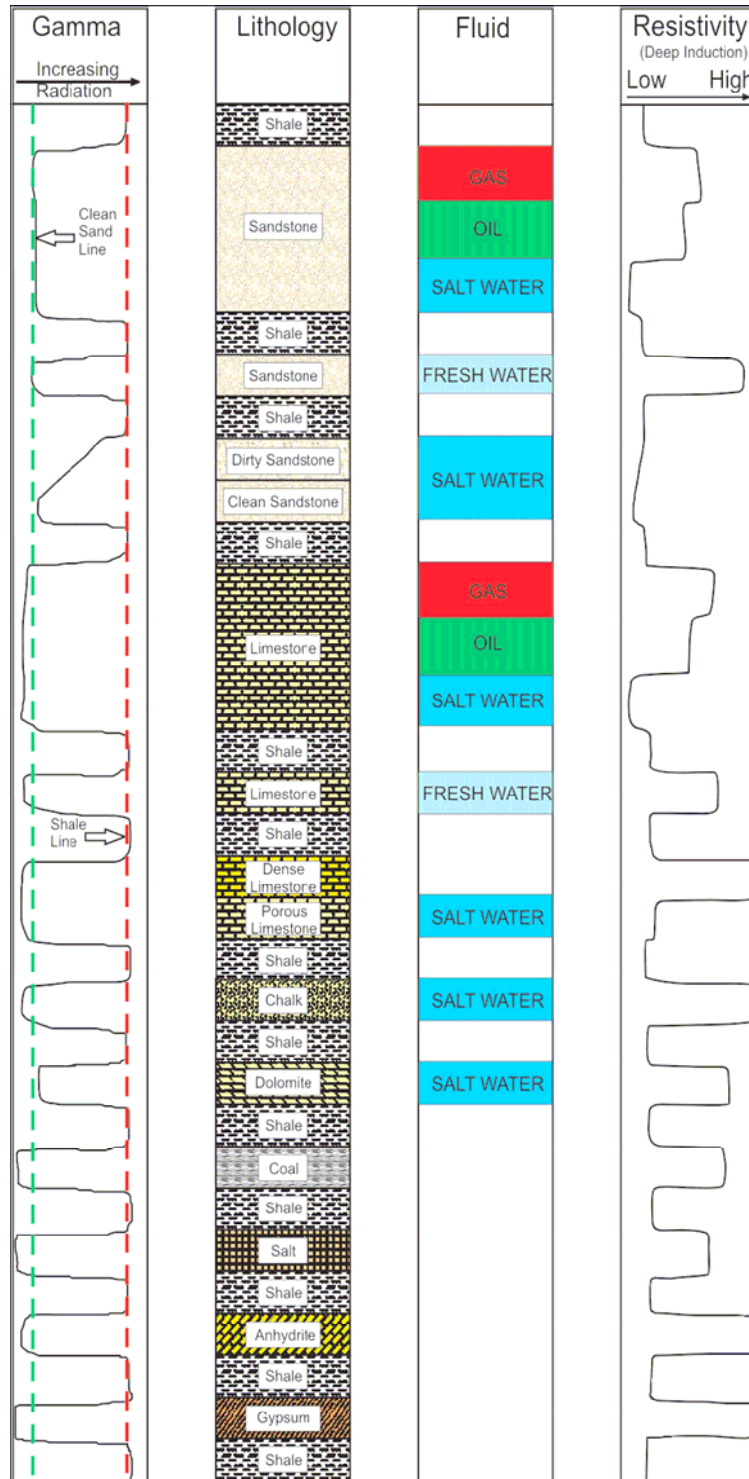 Gamma
Increasing
Radiation
Clean
Sand
Line
Shale
Line
Lithology
Shale
Sandstone
Shale
Sandstone
Shale
Dirty Sandstone
Clean Sandstone
Shale
Limestone
Shale
Limestone
Shale
Dense
Limestone
Porous
Limestone
Shale
Chalk
Shale
Dolomite
Shale
Coal
Shale
Salt
Shale
Anhydrite
Shale
Gypsum
Shale
Fluid
GAS
OIL
SALT WATER
FRESH WATER
SALT WATER
GAS
OIL
SALT WATER
FRESH WATER
SALT WATER
SALT WATER
SALT WATER
Resistivity
(Deep Induction)
Low High